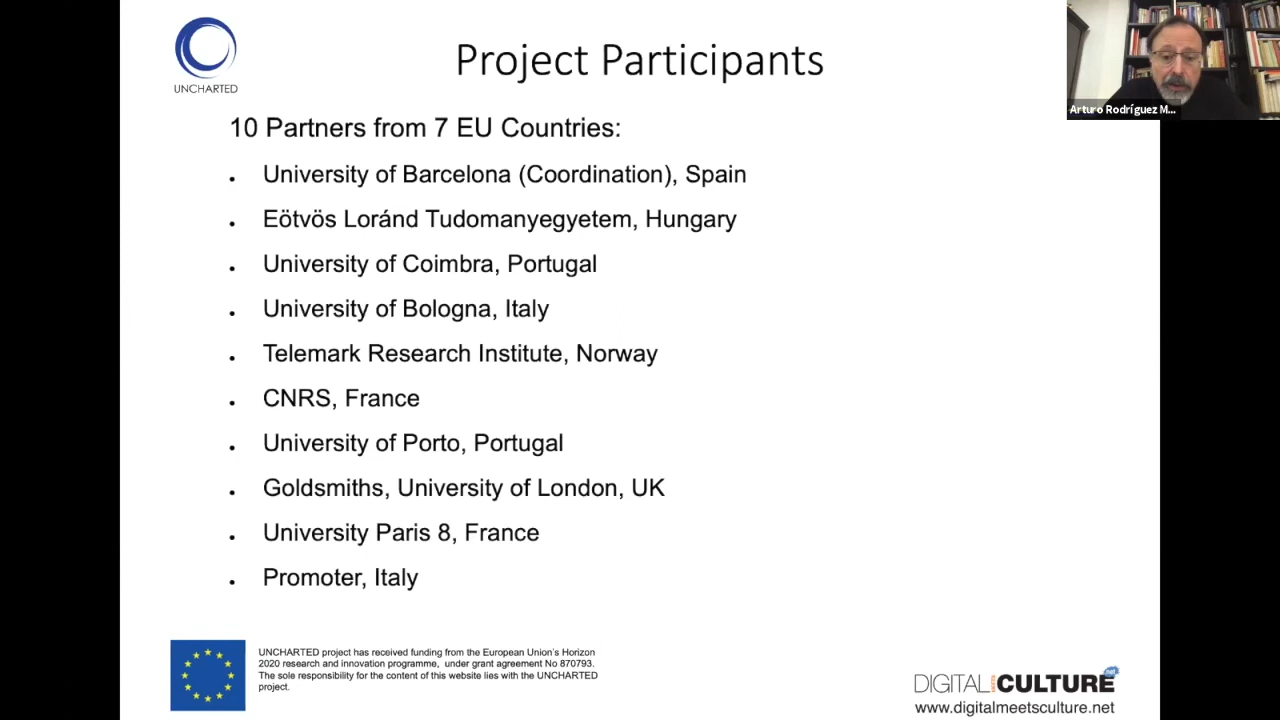 UNCHARTED
Project Participants
Arturo Rodríguez M...
10 Partners from 7 EU Countries:
• University of Barcelona (Coordination), Spain
• Eötvös Loránd Tudomanyegyetem, Hungary
• University of Coimbra, Portugal
• University of Bologna, Italy
• Telemark Research Institute, Norway
• CNRS, France
• University of Porto, Portugal
• Goldsmiths, University of London, UK
• University Paris 8, France
• Promoter, Italy
UNCHARTED project has received funding from the European Union's Horizon
2020 research and innovation programme, under grant agreement No 870793.
The sole responsibility for the content of this website lies with the UNCHARTED
project.
DIGITAL MEETS CULTURE .net
www.digitalmeetsculture.net